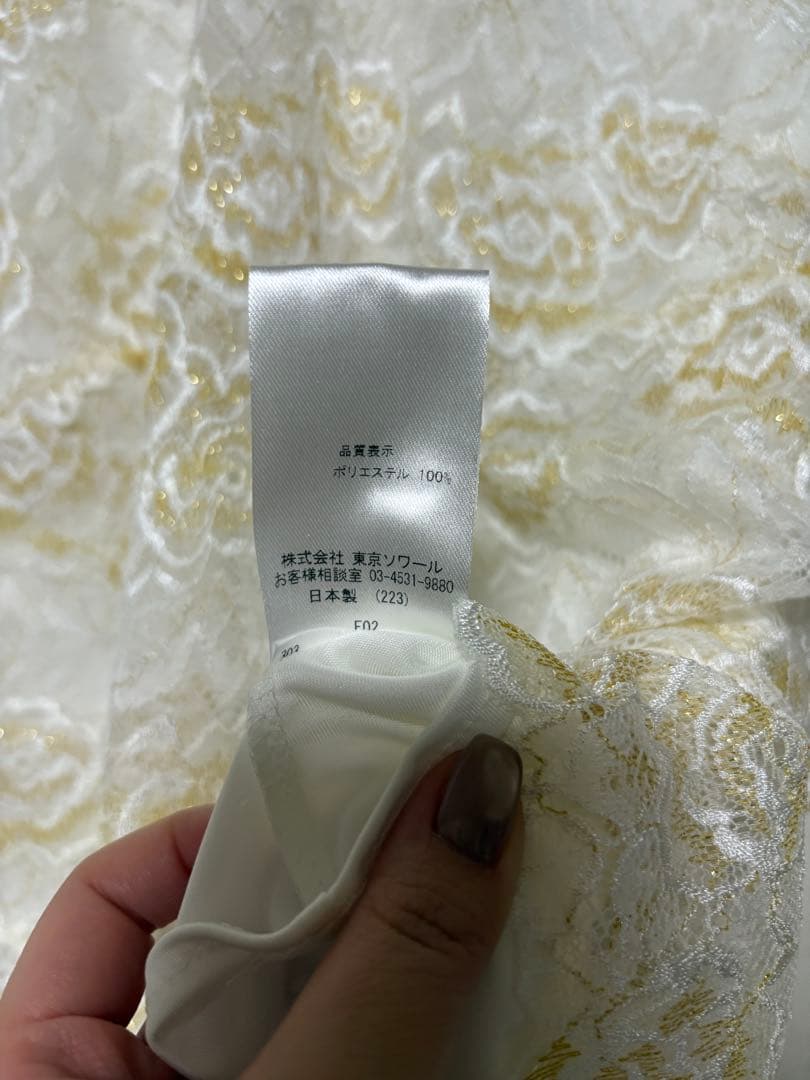 品質表示
ポリエステル 100%
株式会社 東京ソワール
お客様相談室 03-4531-9880
日本製 (223)
F02